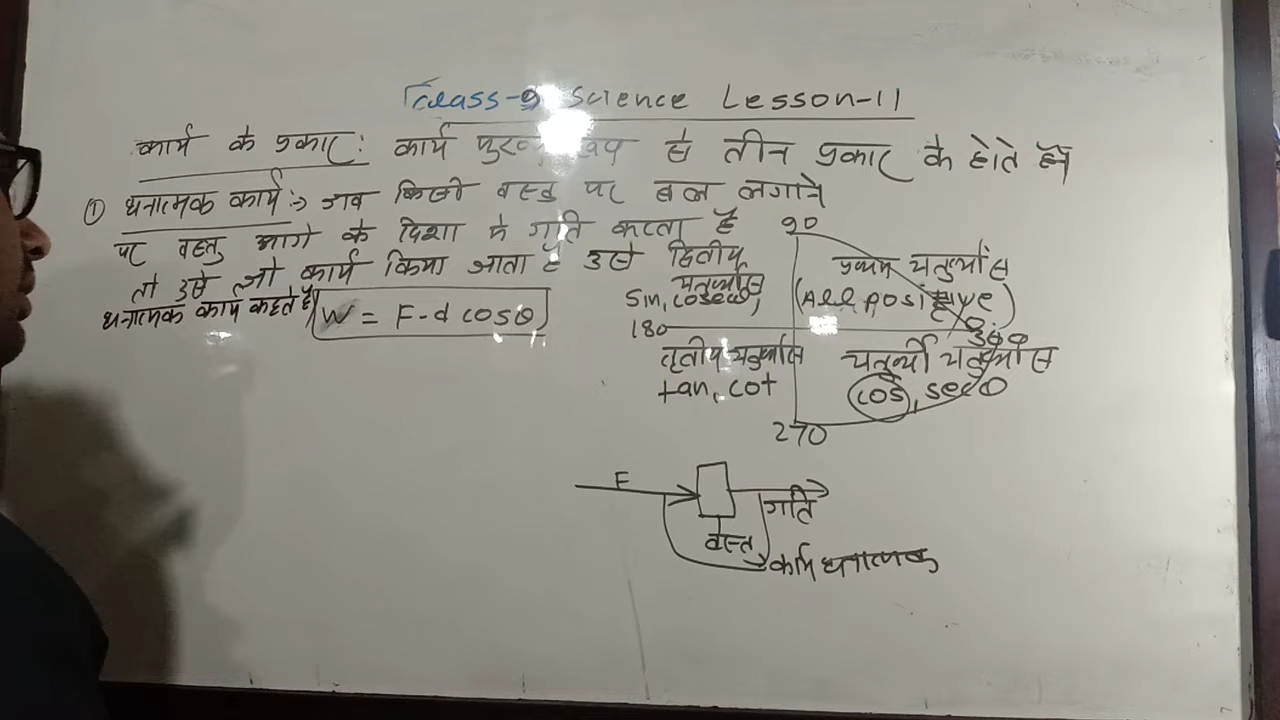 Class-9 Science Lesson-11
कार्य के प्रकार: कार्य रूप से तीन प्रकार के होते हैं
① धनात्मक कार्य:→ जब किसी वस्तु पर बल लगाने
पर वस्तु आगे के दिशा में गति करता है
तो उसे जो कार्य किया जाता है उसे
धनात्मक कार्य कहते हैं
W = F-d cosθ
90
द्वितीय
चतुर्थांस
sin, cosecθ
प्रथम चतुर्थांस
(All Positive)
180
360
तृतीय चतुर्थांस
tan, cot
चतुर्थी चतुर्थांस
cos, secθ
270
F
गति
वस्तु
कार्य धनात्मक